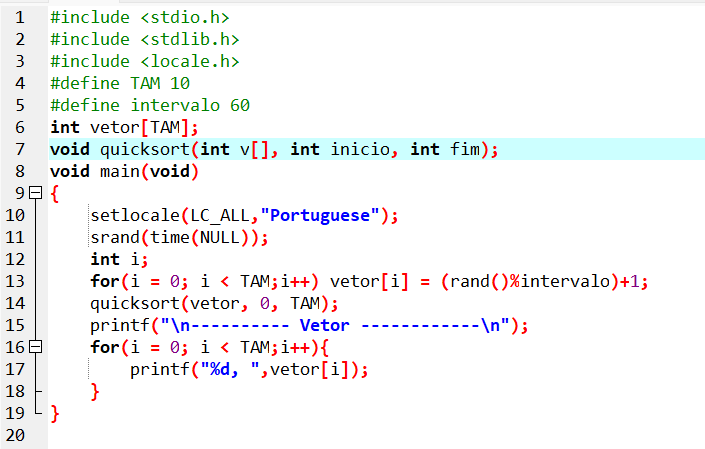 1 #include <stdio.h>
2 #include <stdlib.h>
3 #include <locale.h>
4 #define TAM 10
5 #define intervalo 60
6 int vetor[TAM];
7 void quicksort(int v[], int inicio, int fim);
8 void main(void)
9 {
10 setlocale(LC_ALL,"Portuguese");
11 srand(time(NULL));
12 int i;
13 for(i = 0; i < TAM;i++) vetor[i] = (rand()%intervalo)+1;
14 quicksort(vetor, 0, TAM);
15 printf("\n---------- Vetor ------------\n");
16 for(i = 0; i < TAM;i++){
17 printf("%d, ",vetor[i]);
18 }
19 }
20